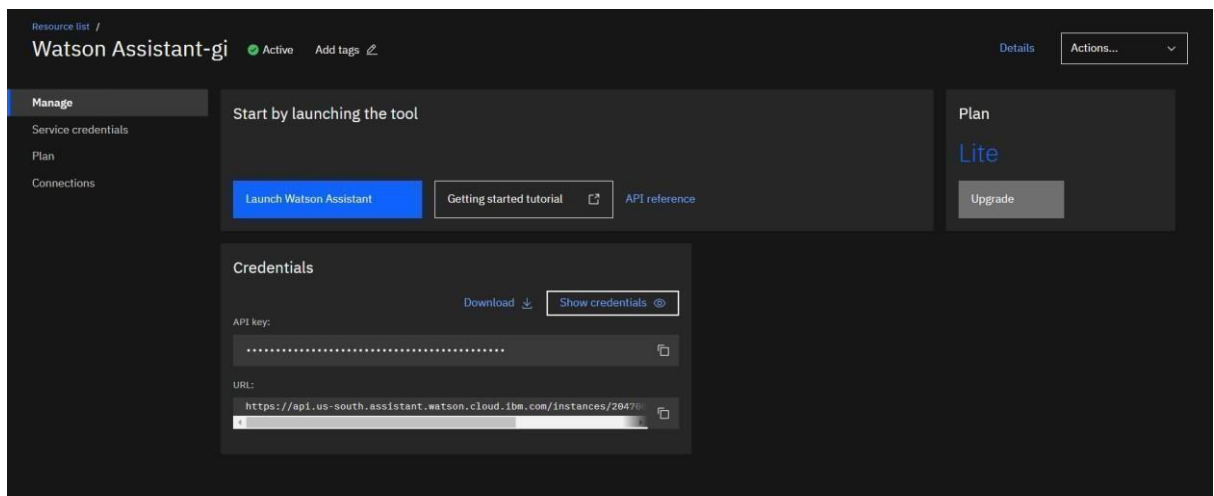 Resource list /
Watson Assistant-gi Active Add tags Details Actions...
Manage
Service credentials
Plan
Connections
Start by launching the tool
Launch Watson Assistant Getting started tutorial API reference
Plan
Lite
Upgrade
Credentials
Download Show credentials
API key:
••••••••••••••••••••••••••••••••••••••••••••
URL:
https://api.us-south.assistant.watson.cloud.ibm.com/instances/2047